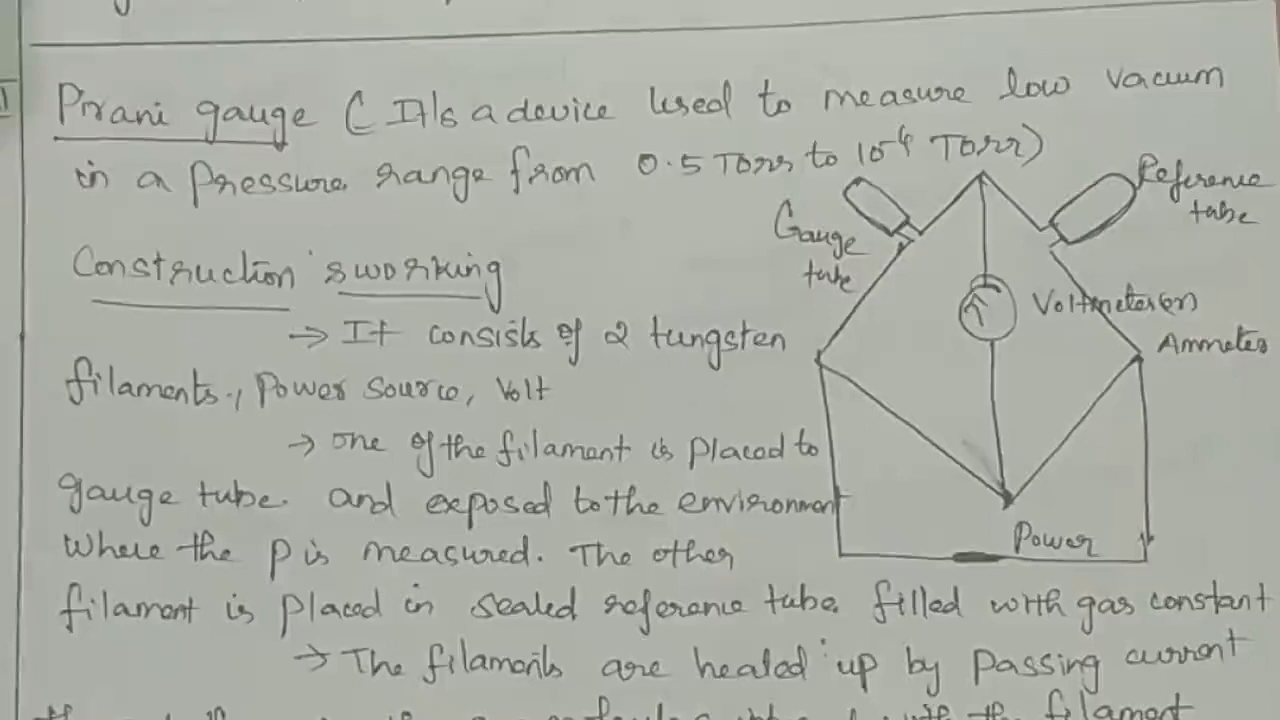 Pirani gauge ( It's a device used to measure low vacuum
in a pressure range from 0.5 Torr to 10-4 Torr)
Reference
tube
Gauge
tube
Construction & working
Voltmeter (or)
Ammeter
→ It consists of 2 tungsten
filaments, Power source, Volt
→ one of the filament is placed to
gauge tube. and exposed to the environment
where the P is measured. The other
Power
filament is placed in sealed reference tube filled with gas constant
→ The filaments are heated up by passing current
the filament